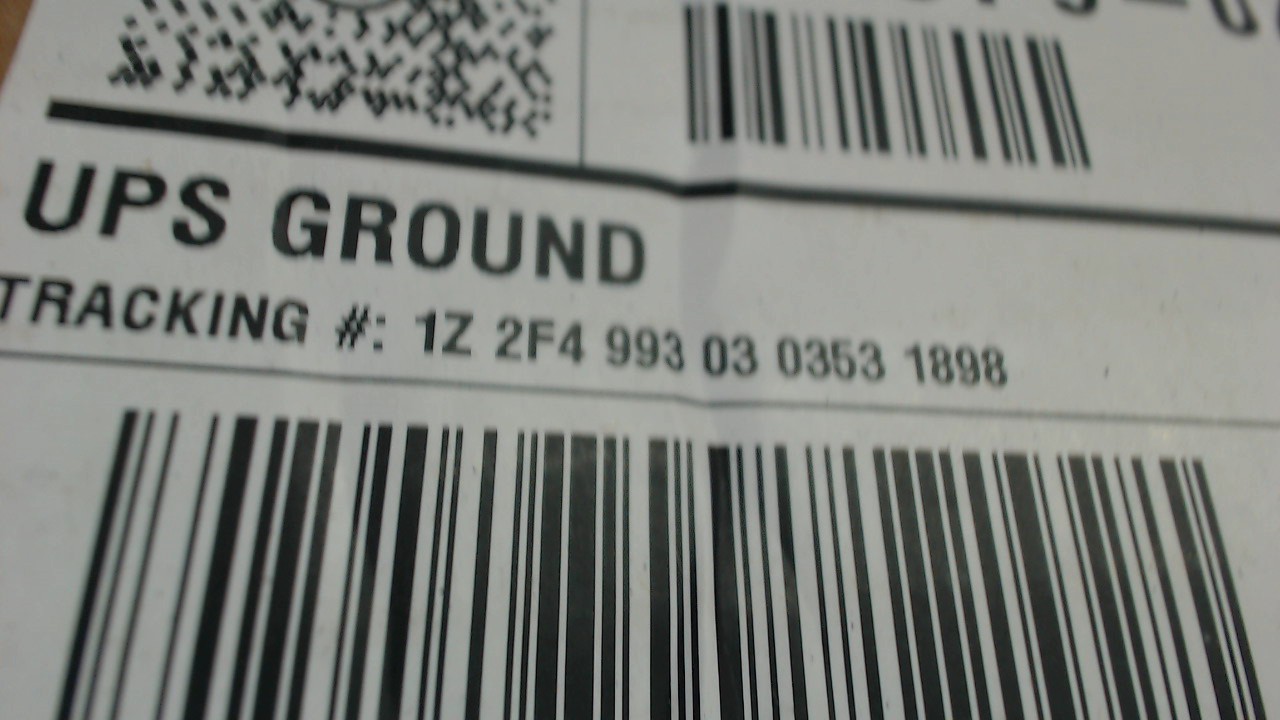 UPS GROUND
TRACKING #: 1Z 2F4 993 03 0353 1898